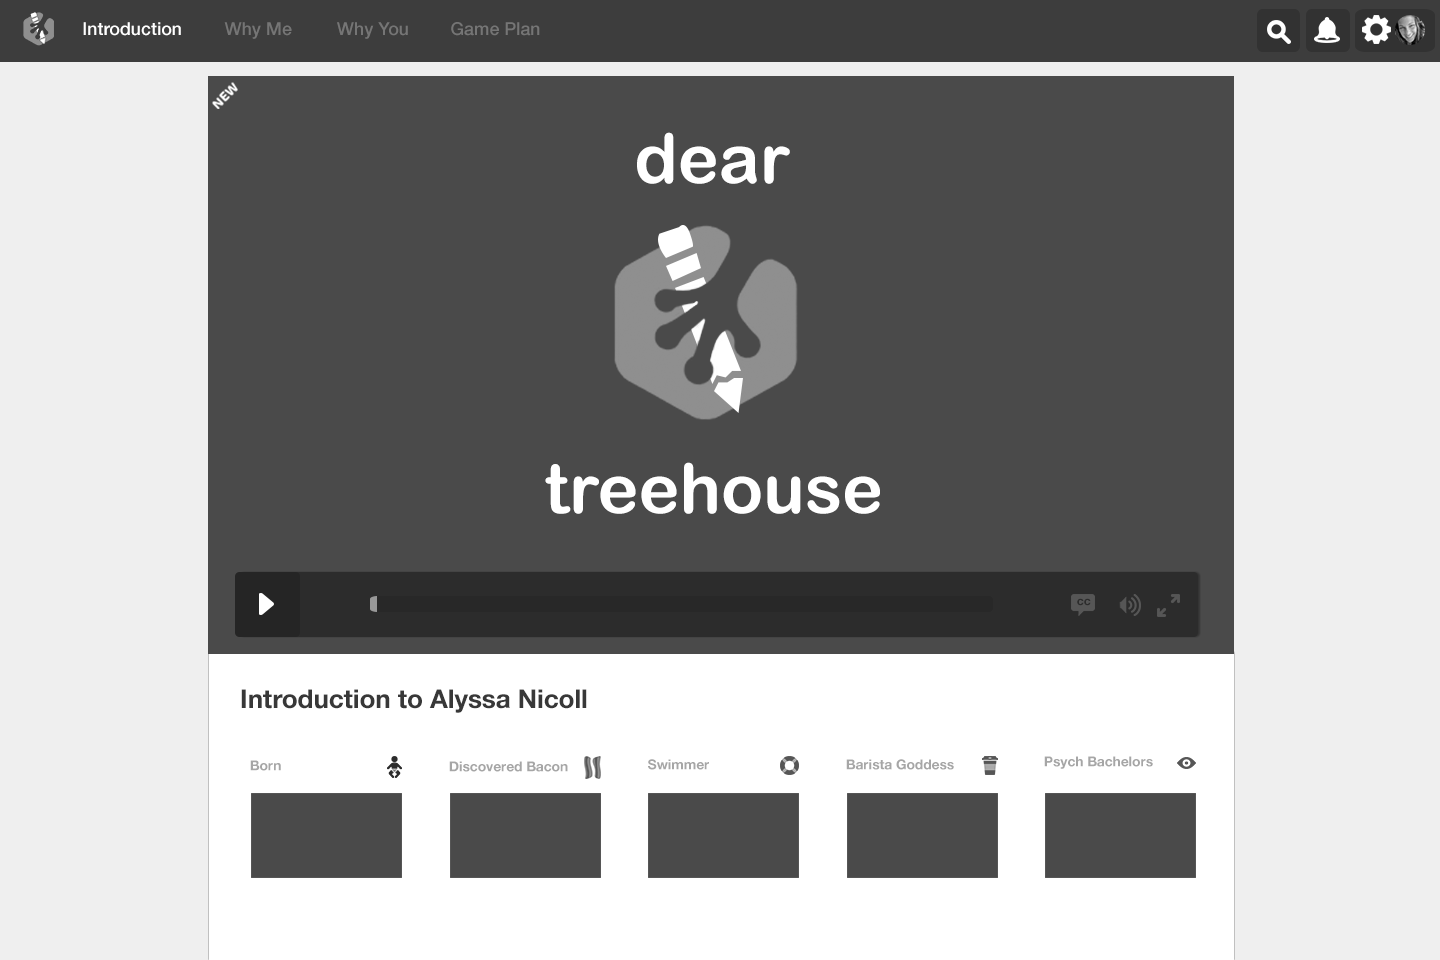 Introduction
Why Me
Why You
Game Plan
NEW
dear
treehouse
CC
Introduction to Alyssa Nicoll
Born
Discovered Bacon
Swimmer
Barista Goddess
Psych Bachelors